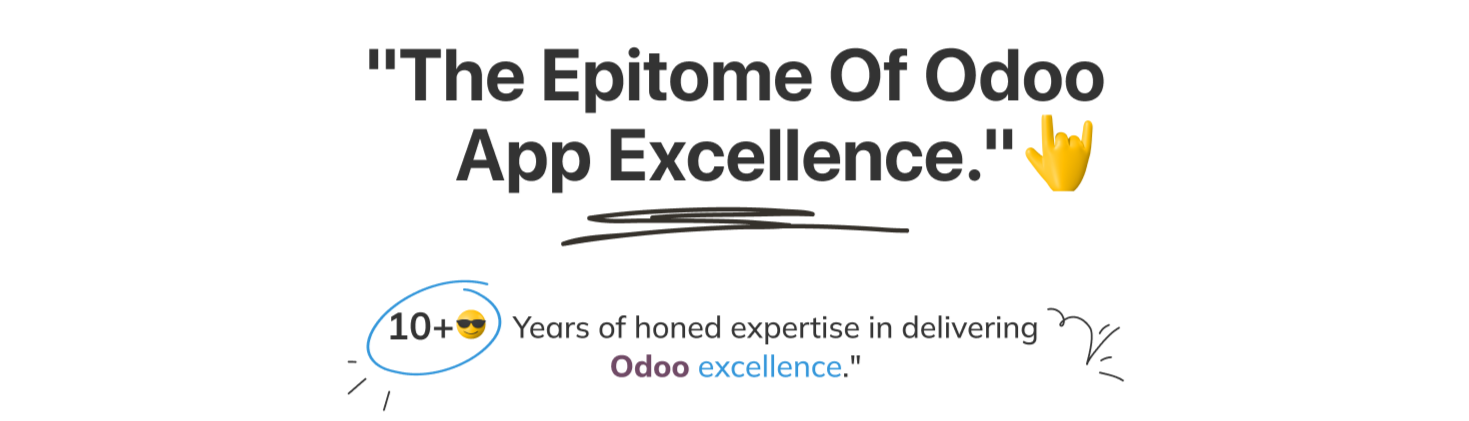 "The Epitome Of Odoo
App Excellence."🤘
10+😎 Years of honed expertise in delivering
Odoo excellence."